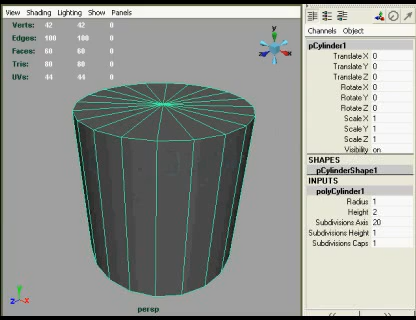 View Shading Lighting Show Panels
Verts: 42 42 0
Edges: 100 100 0
Faces: 60 60 0
Tris: 80 80 0
UVs: 44 44 0
y
z
x
y
z x
persp
Channels Object
pCylinder1
Translate X 0
Translate Y 0
Translate Z 0
Rotate X 0
Rotate Y 0
Rotate Z 0
Scale X 1
Scale Y 1
Scale Z 1
Visibility on
SHAPES
pCylinderShape1
INPUTS
polyCylinder1
Radius 1
Height 2
Subdivisions Axis 20
Subdivisions Height 1
Subdivisions Caps 1